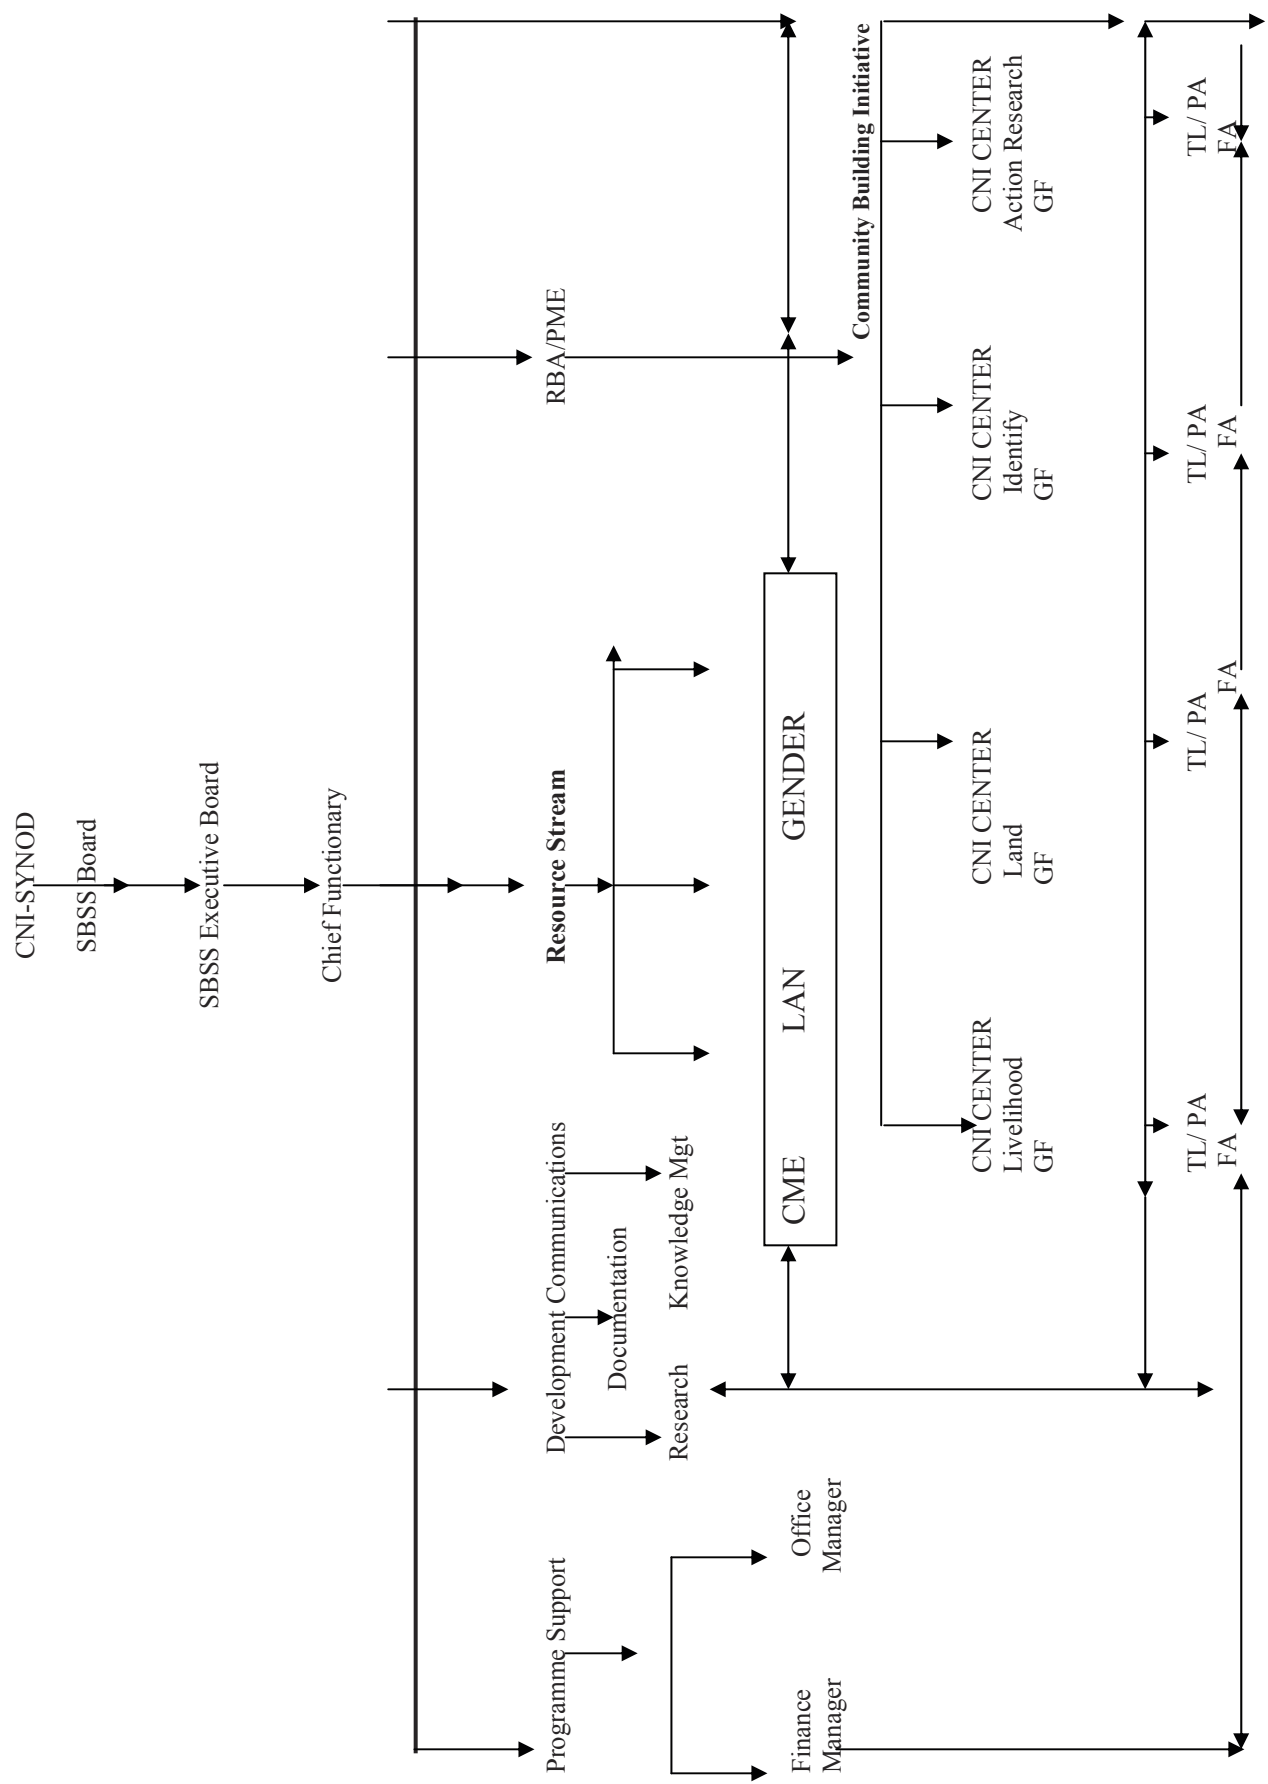 CNI-SYNOD
SBSS Board
SBSS Executive Board
Chief Functionary
Programme Support
Development Communications
Resource Stream
RBA/PME
Documentation
Research
Knowledge Mgt
Finance
Manager
Office
Manager
CME LAN GENDER
Community Building Initiative
CNI CENTER
Livelihood
GF
CNI CENTER
Land
GF
CNI CENTER
Identify
GF
CNI CENTER
Action Research
GF
TL/ PA
FA
TL/ PA
FA
TL/ PA
FA
TL/ PA
FA